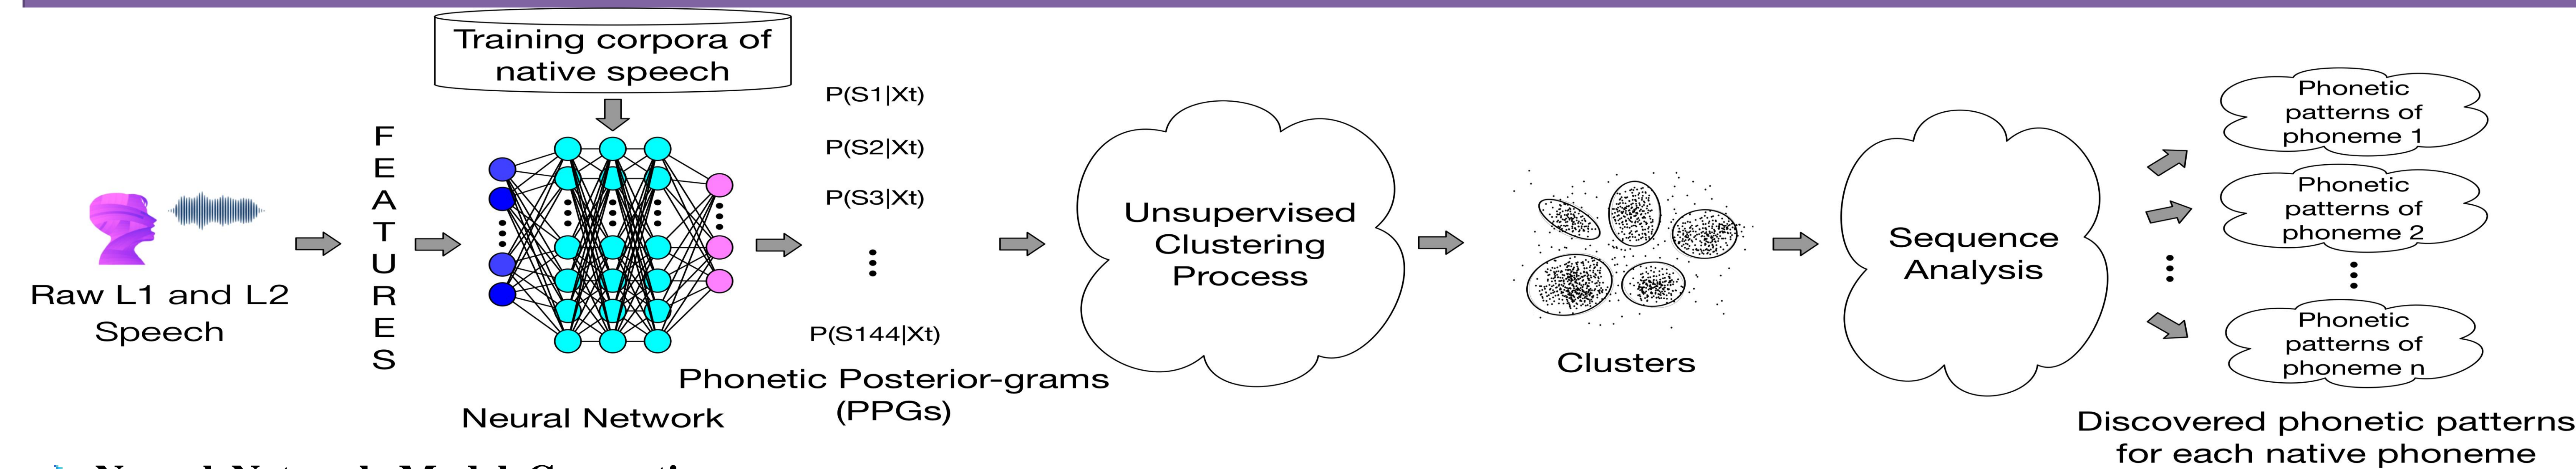 Training corpora of
native speech
Raw L1 and L2
Speech
F
E
A
T
U
R
E
S
Neural Network
P(S1|Xt)
P(S2|Xt)
P(S3|Xt)
P(S144|Xt)
Phonetic Posterior-grams
(PPGs)
Unsupervised
Clustering
Process
Clusters
Sequence
Analysis
Phonetic
patterns of
phoneme 1
Phonetic
patterns of
phoneme 2
Phonetic
patterns of
phoneme n
Discovered phonetic patterns
for each native phoneme